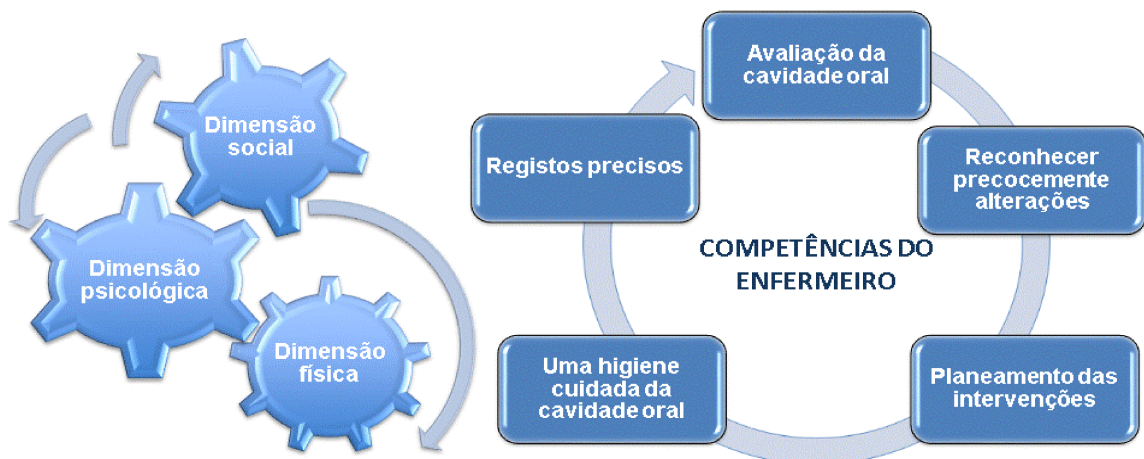 Dimensão
social
Dimensão
psicológica
Dimensão
física
Avaliação da
cavidade oral
Reconhecer
precocemente
alterações
Planeamento das
intervenções
Uma higiene
cuidada da
cavidade oral
Registos precisos
COMPETÊNCIAS DO
ENFERMEIRO